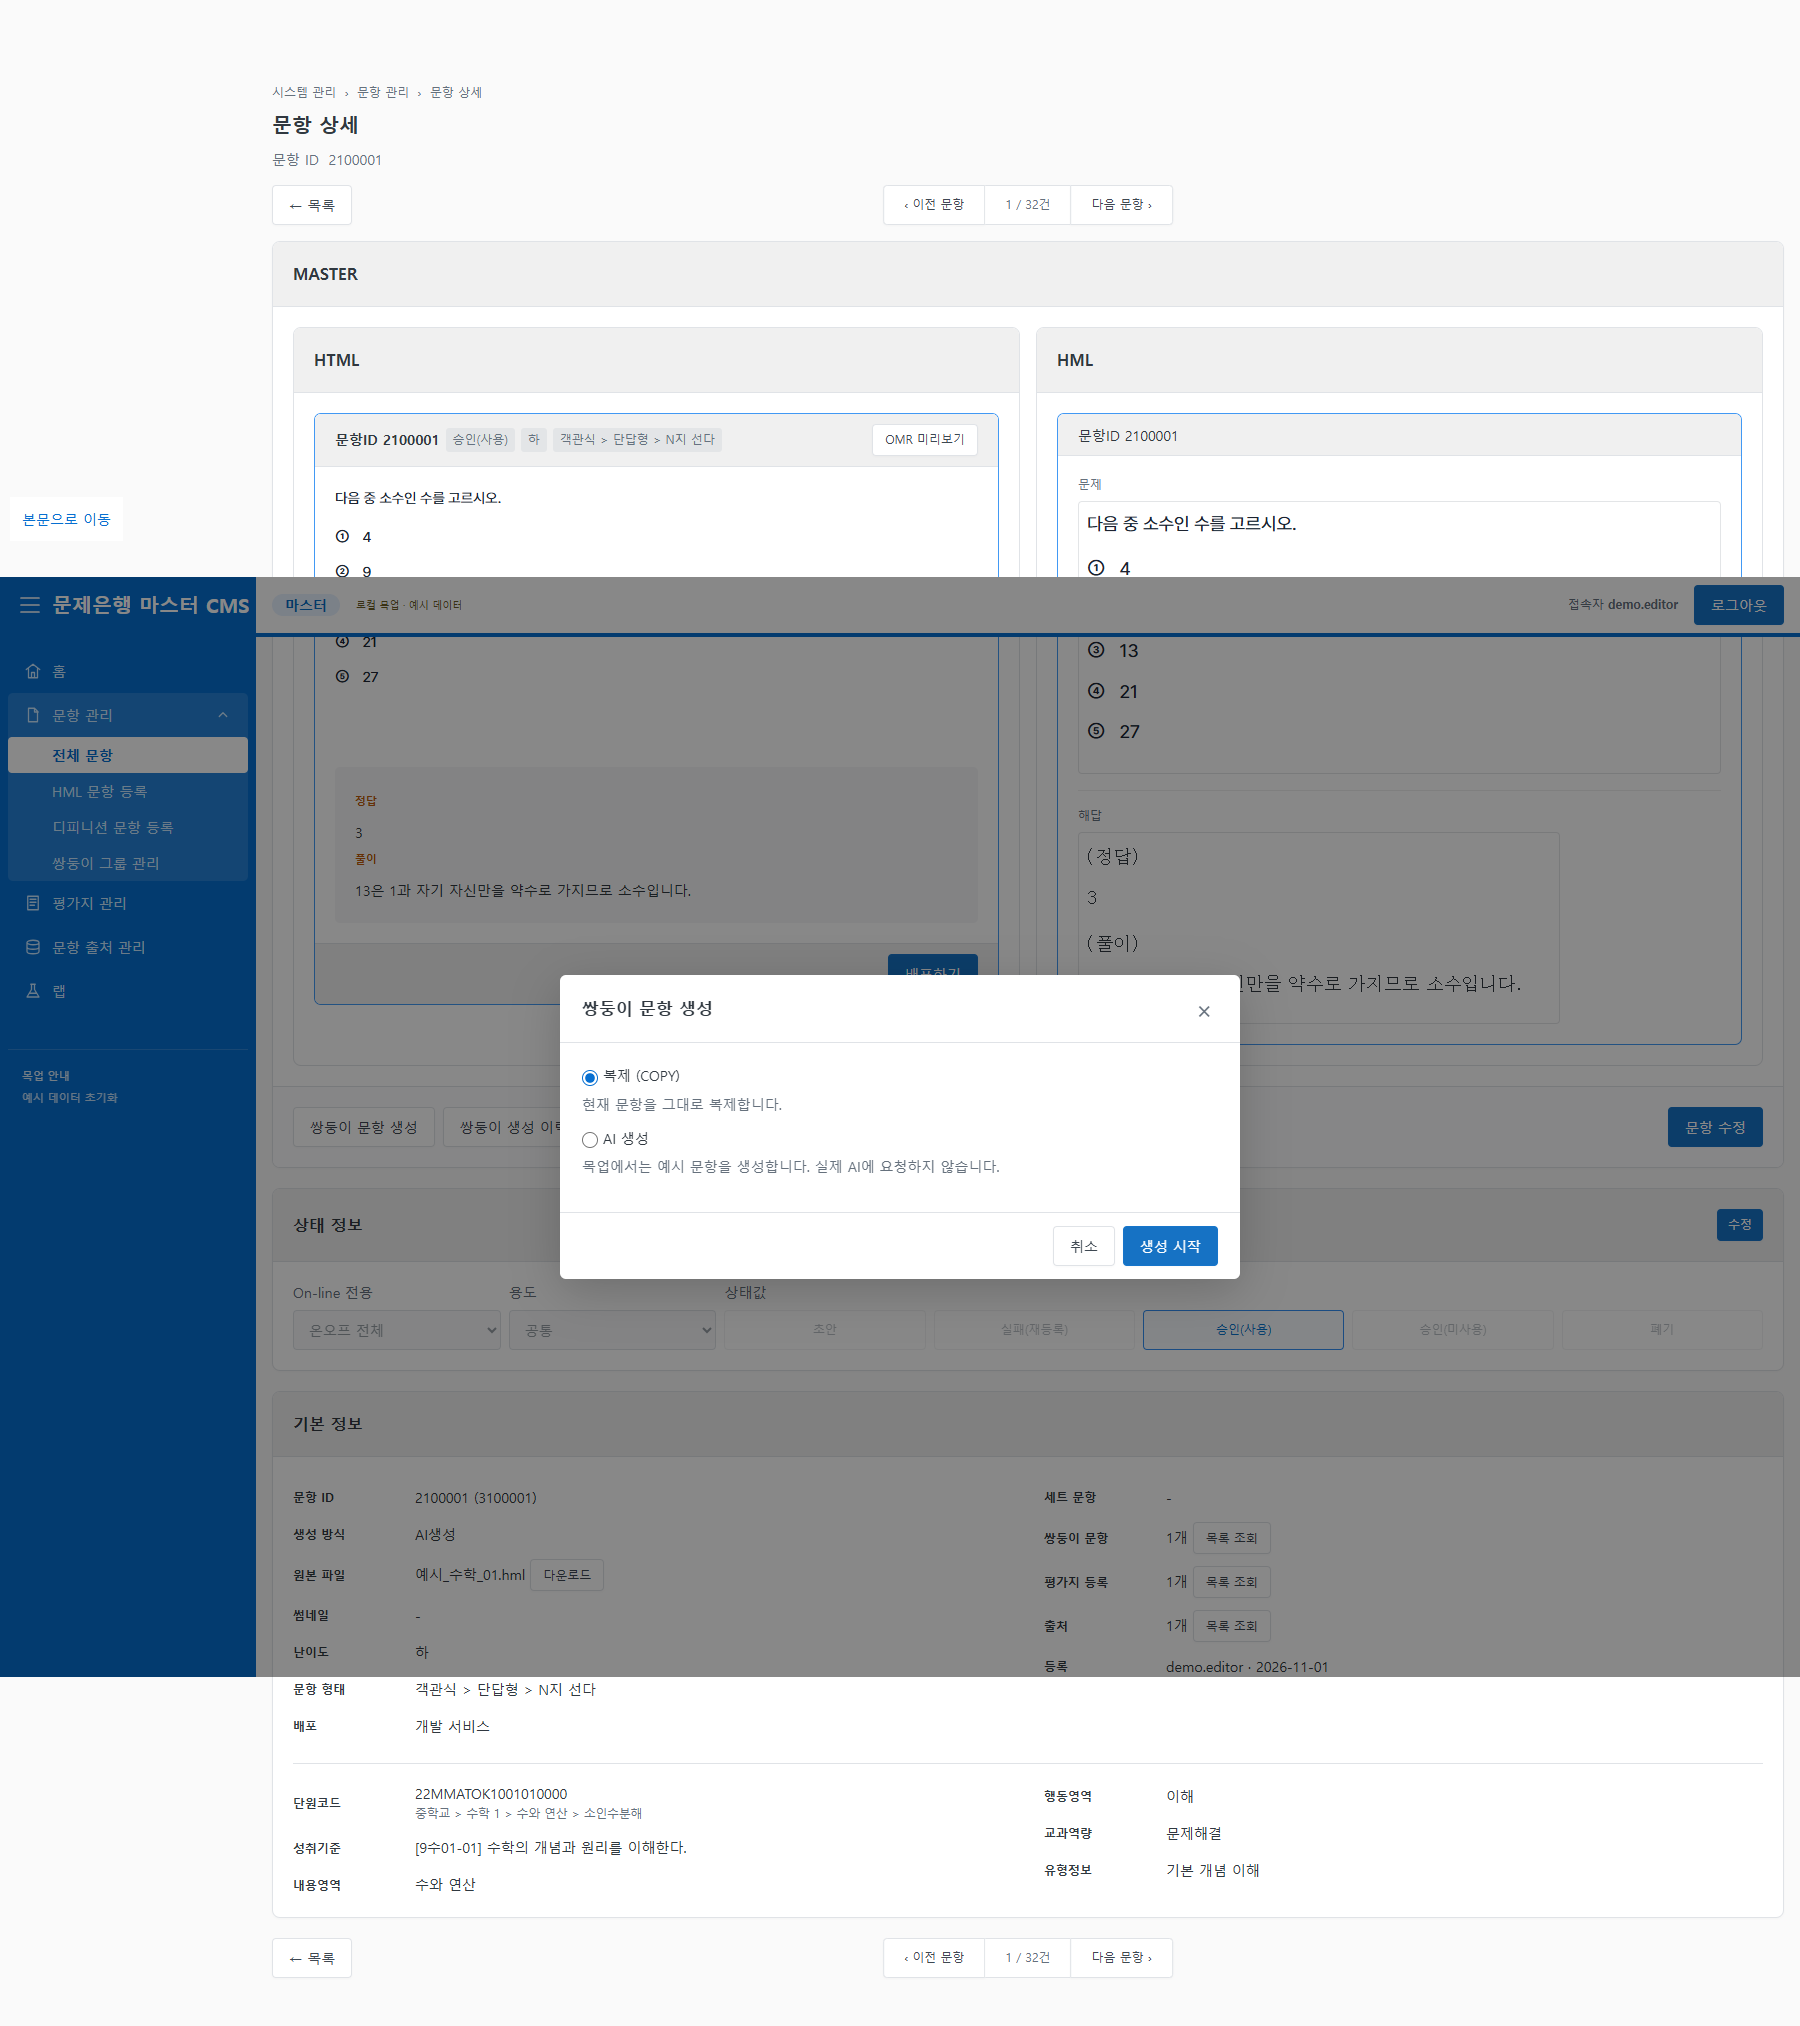 시스템 관리 › 문항 관리 › 문항 상세
문항 상세
문항 ID 2100001
← 목록
‹ 이전 문항
1 / 32건
다음 문항 ›
MASTER
HTML
문항ID 2100001 승인(사용) 하 객관식 > 단답형 > N지 선다
OMR 미리보기
다음 중 소수인 수를 고르시오.
① 4
② 9
④ 21
⑤ 27
정답
3
풀이
13은 1과 자기 자신만을 약수로 가지므로 소수입니다.
배포하기
HML
문항ID 2100001
문제
다음 중 소수인 수를 고르시오.
① 4
③ 13
④ 21
⑤ 27
해답
(정답)
3
(풀이)
만을 약수로 가지므로 소수입니다.
본문으로 이동
문제은행 마스터 CMS
마스터
로컬 목업 · 예시 데이터
접속자 demo.editor
로그아웃
홈
문항 관리
전체 문항
HML 문항 등록
디피니션 문항 등록
쌍둥이 그룹 관리
평가지 관리
문항 출처 관리
랩
목업 안내
예시 데이터 초기화
쌍둥이 문항 생성
×
복제 (COPY)
현재 문항을 그대로 복제합니다.
AI 생성
목업에서는 예시 문항을 생성합니다. 실제 AI에 요청하지 않습니다.
취소
생성 시작
쌍둥이 문항 생성
쌍둥이 생성 이력
문항 수정
상태 정보
수정
On-line 전용
온오프 전체
용도
공통
상태값
초안
실패(재등록)
승인(사용)
승인(미사용)
폐기
기본 정보
문항 ID 2100001 (3100001)
생성 방식 AI생성
원본 파일 예시_수학_01.hml 다운로드
썸네일 -
난이도 하
문항 형태 객관식 > 단답형 > N지 선다
배포 개발 서비스
세트 문항 -
쌍둥이 문항 1개 목록 조회
평가지 등록 1개 목록 조회
출처 1개 목록 조회
등록 demo.editor · 2026-11-01
단원코드 22MMATOK1001010000
중학교 > 수학 1 > 수와 연산 > 소인수분해
성취기준 [9수01-01] 수학의 개념과 원리를 이해한다.
내용영역 수와 연산
행동영역 이해
교과역량 문제해결
유형정보 기본 개념 이해
← 목록
‹ 이전 문항
1 / 32건
다음 문항 ›